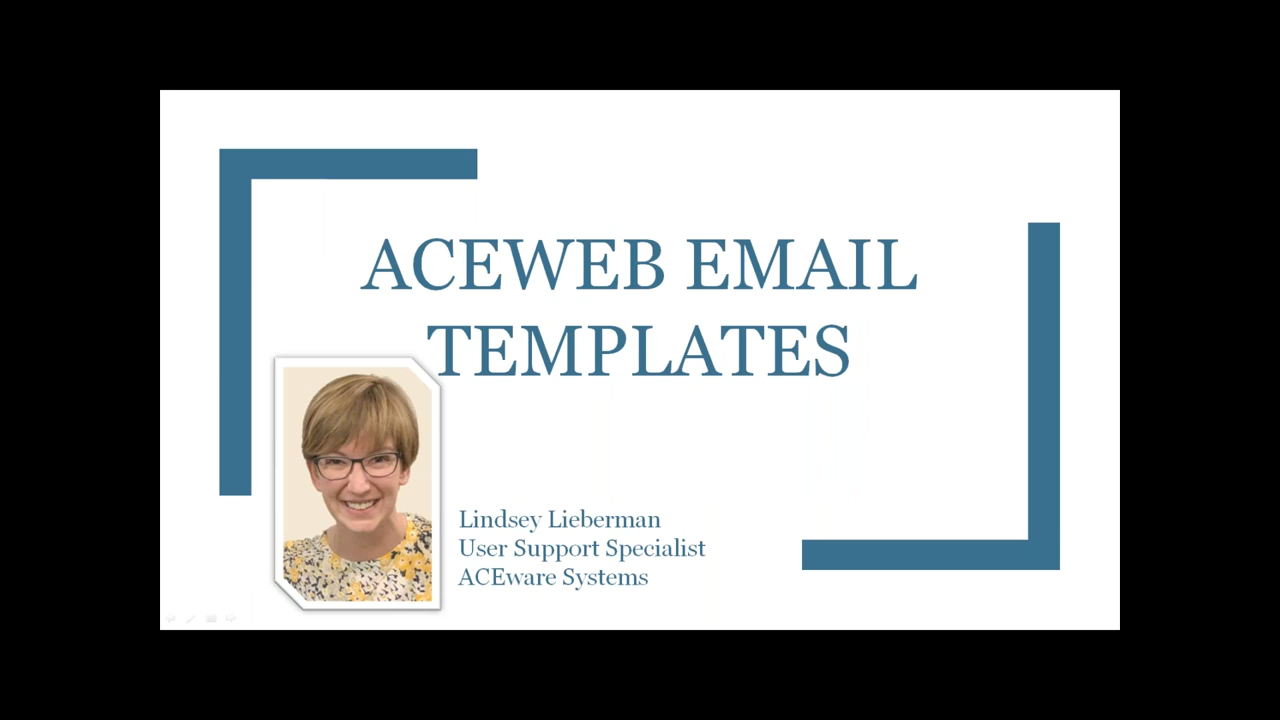 ACEWEB EMAIL
TEMPLATES
Lindsey Lieberman
User Support Specialist
ACEware Systems